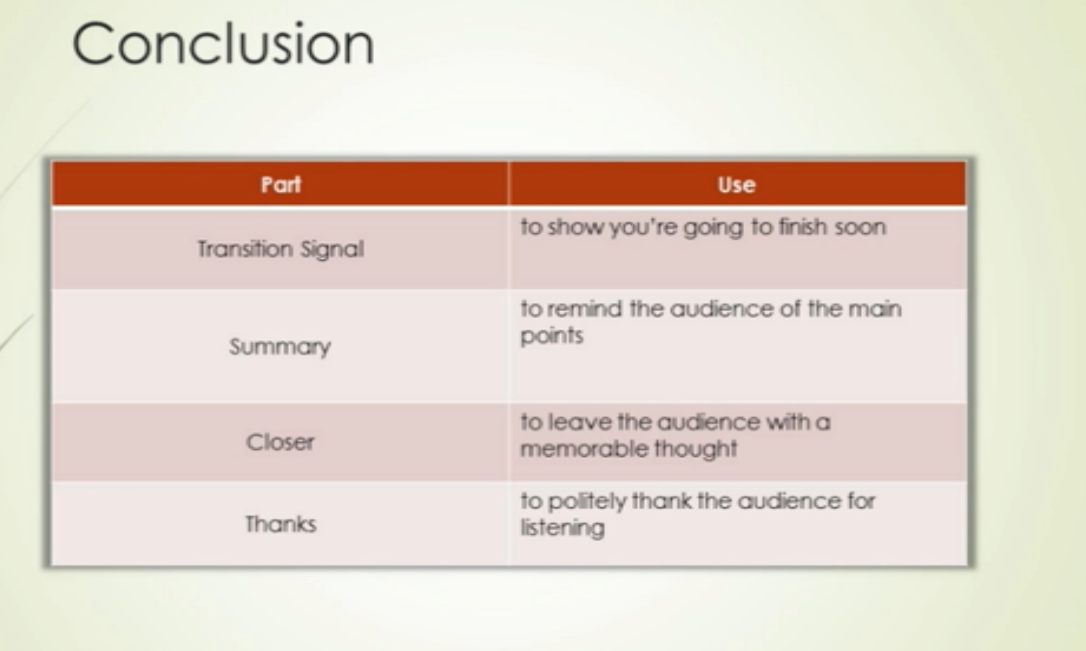 Conclusion
Part Use
Transition Signal to show you're going to finish soon
Summary to remind the audience of the main
points
Closer to leave the audience with a
memorable thought
Thanks to politely thank the audience for
listening